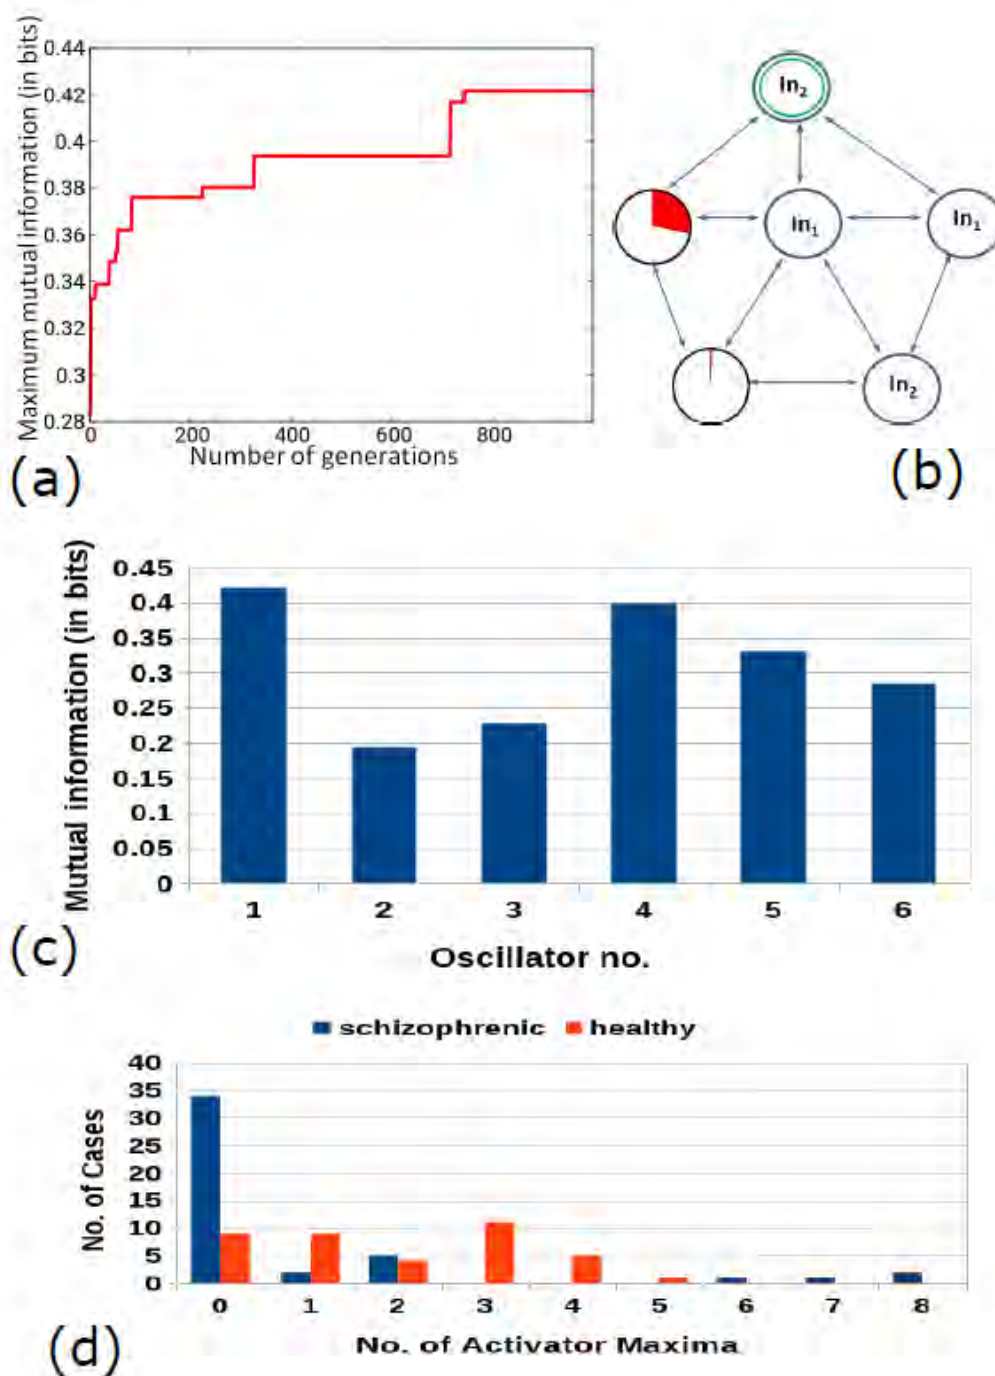 Maximum mutual information (in bits)
0.44
0.42
0.4
0.38
0.36
0.34
0.32
0.3
0.28
0 200 400 600 800
Number of generations
(a)
In2
In1 In1
In2
(b)
Mutual information (in bits)
0.45
0.4
0.35
0.3
0.25
0.2
0.15
0.1
0.05
0
1 2 3 4 5 6
Oscillator no.
(c)
schizophrenic healthy
No. of Cases
40
35
30
25
20
15
10
5
0
0 1 2 3 4 5 6 7 8
No. of Activator Maxima
(d)